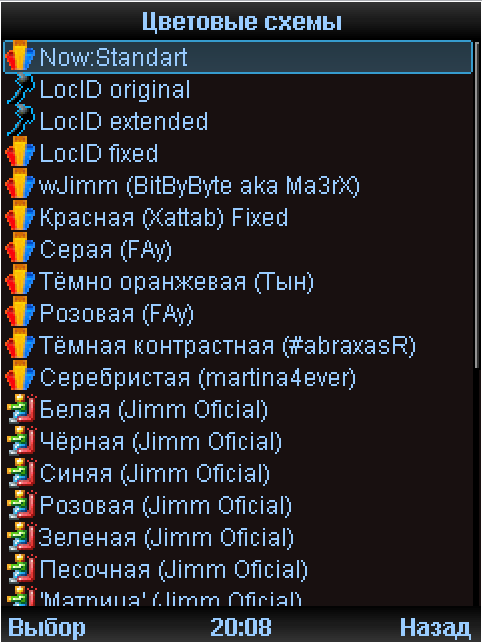 Цветовые схемы
Now:Standart
LocID original
LocID extended
LocID fixed
wJimm (BitByByte aka Ma3rX)
Красная (Xattab) Fixed
Серая (FAy)
Тёмно оранжевая (Тын)
Розовая (FAy)
Тёмная контрастная (#abraxasR)
Серебристая (martina4ever)
Белая (Jimm Oficial)
Чёрная (Jimm Oficial)
Синяя (Jimm Oficial)
Розовая (Jimm Oficial)
Зеленая (Jimm Oficial)
Песочная (Jimm Oficial)
'Матрица' (Jimm Oficial)
Выбор 20:08 Назад